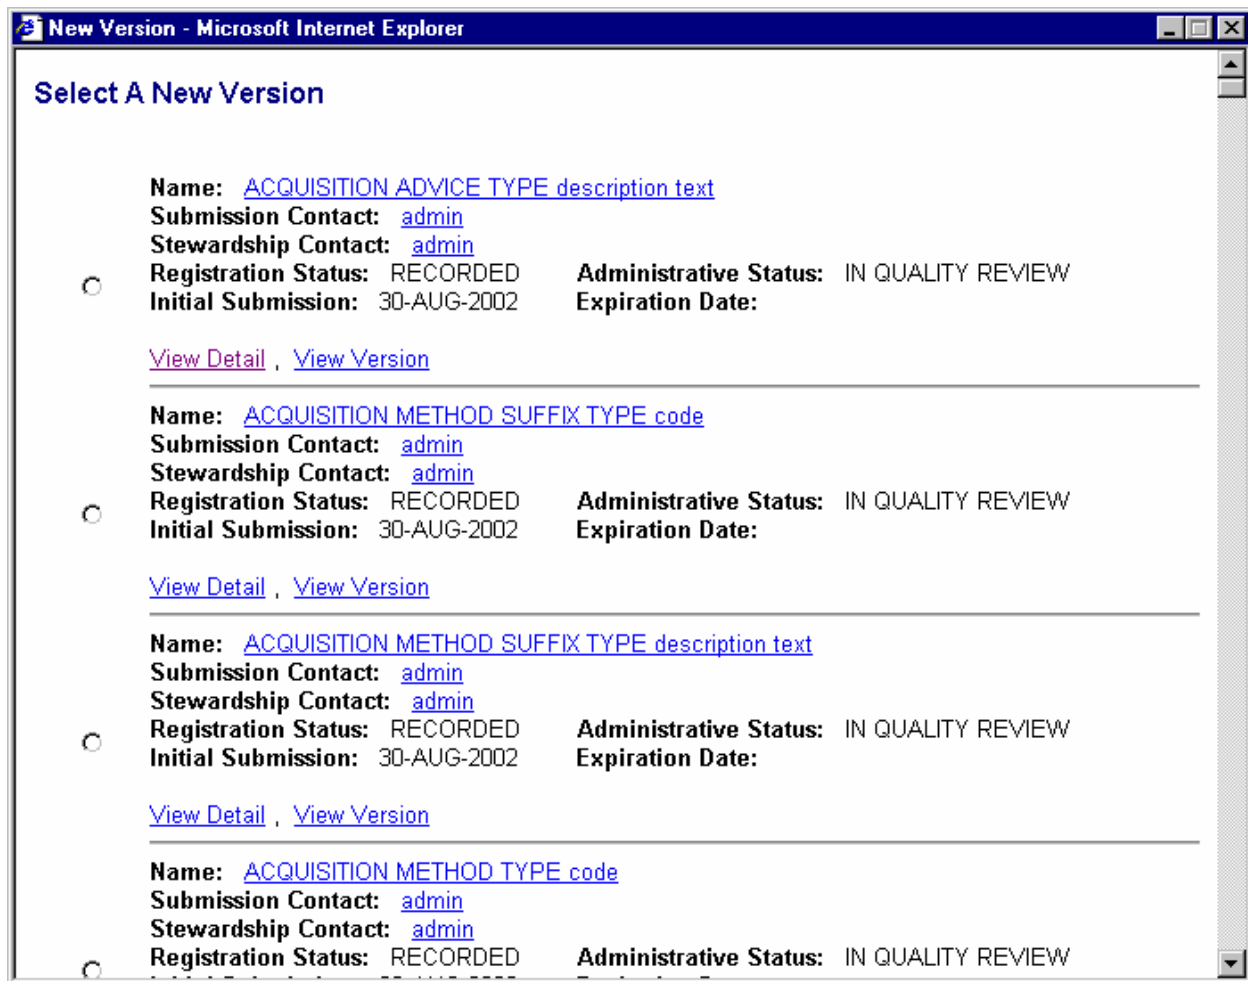 New Version - Microsoft Internet Explorer
Select A New Version
Name: ACQUISITION ADVICE TYPE description text
Submission Contact: admin
Stewardship Contact: admin
Registration Status: RECORDED Administrative Status: IN QUALITY REVIEW
Initial Submission: 30-AUG-2002 Expiration Date:
View Detail , View Version
Name: ACQUISITION METHOD SUFFIX TYPE code
Submission Contact: admin
Stewardship Contact: admin
Registration Status: RECORDED Administrative Status: IN QUALITY REVIEW
Initial Submission: 30-AUG-2002 Expiration Date:
View Detail , View Version
Name: ACQUISITION METHOD SUFFIX TYPE description text
Submission Contact: admin
Stewardship Contact: admin
Registration Status: RECORDED Administrative Status: IN QUALITY REVIEW
Initial Submission: 30-AUG-2002 Expiration Date:
View Detail , View Version
Name: ACQUISITION METHOD TYPE code
Submission Contact: admin
Stewardship Contact: admin
Registration Status: RECORDED Administrative Status: IN QUALITY REVIEW